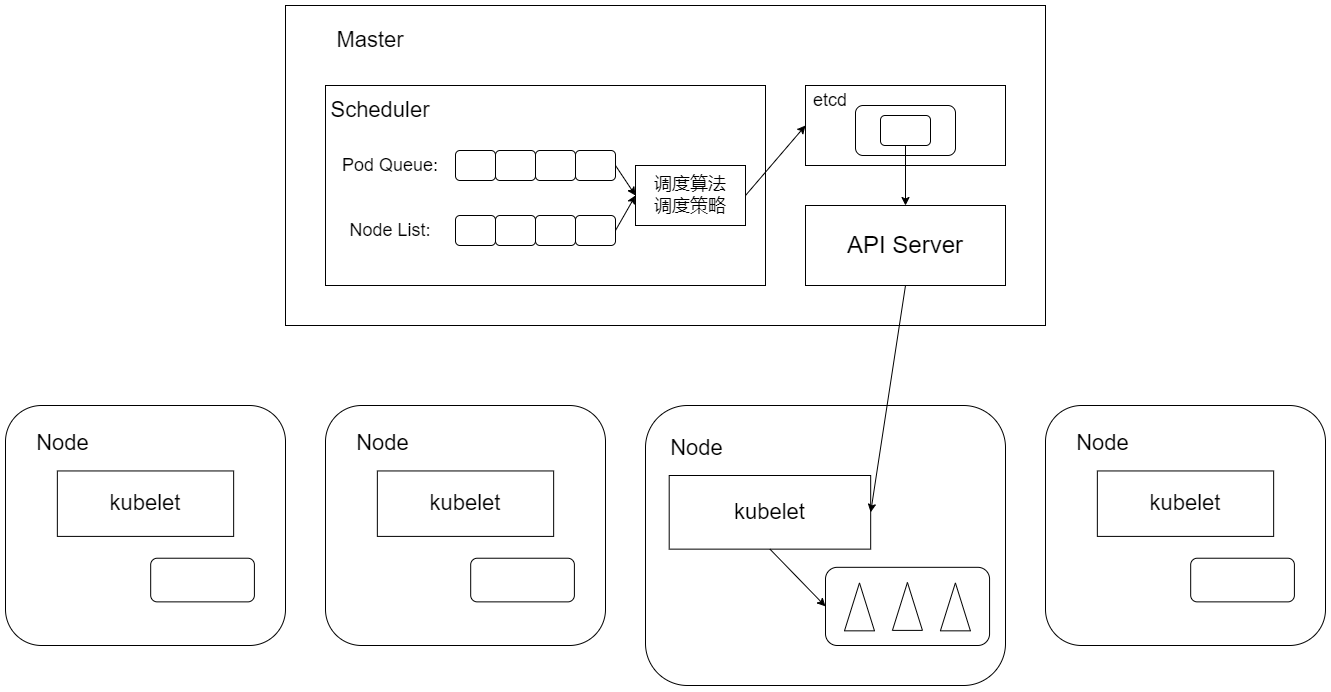 Master
Scheduler
etcd
Pod Queue:
调度算法
调度策略
Node List:
API Server
Node
kubelet
Node
kubelet
Node
kubelet
Node
kubelet